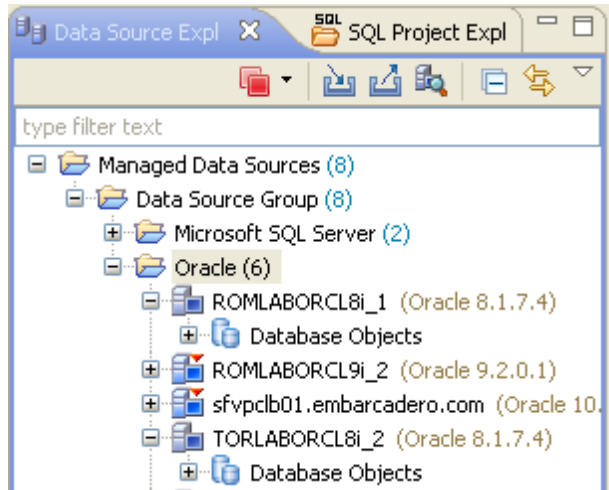 Data Source Expl SQL SQL Project Expl
type filter text
Managed Data Sources (8)
Data Source Group (8)
Microsoft SQL Server (2)
Oracle (6)
ROMLABORCL8i_1 (Oracle 8.1.7.4)
Database Objects
ROMLABORCL9i_2 (Oracle 9.2.0.1)
sfvpclb01.embarcadero.com (Oracle 10.
TORLABORCL8i_2 (Oracle 8.1.7.4)
Database Objects